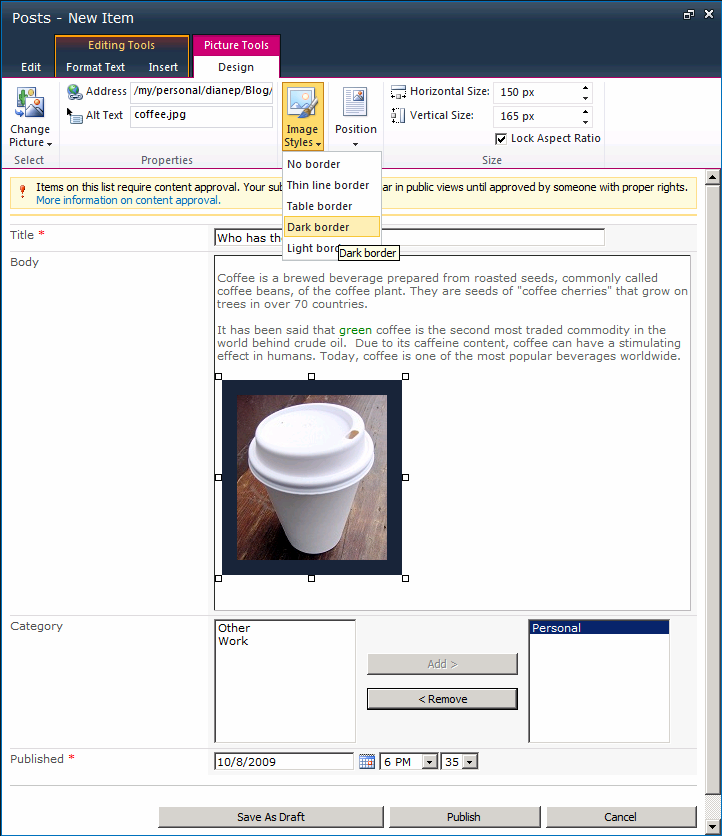 Posts - New Item
Editing Tools
Picture Tools
Edit
Format Text
Insert
Design
Change Picture
Address
/my/personal/dianep/Blog/
Alt Text
coffee.jpg
Image Styles
Position
Horizontal Size:
150 px
Vertical Size:
165 px
Lock Aspect Ratio
Select
Properties
Size
No border
Thin line border
Table border
Dark border
Light bor
Dark border
Items on this list require content approval. Your sub
ar in public views until approved by someone with proper rights.
More information on content approval.
Title *
Who has the
Body
Coffee is a brewed beverage prepared from roasted seeds, commonly called
coffee beans, of the coffee plant. They are seeds of "coffee cherries" that grow on
trees in over 70 countries.
It has been said that green coffee is the second most traded commodity in the
world behind crude oil.  Due to its caffeine content, coffee can have a stimulating
effect in humans. Today, coffee is one of the most popular beverages worldwide.
Category
Other
Work
Add >
< Remove
Personal
Published *
10/8/2009
6 PM
35
Save As Draft
Publish
Cancel